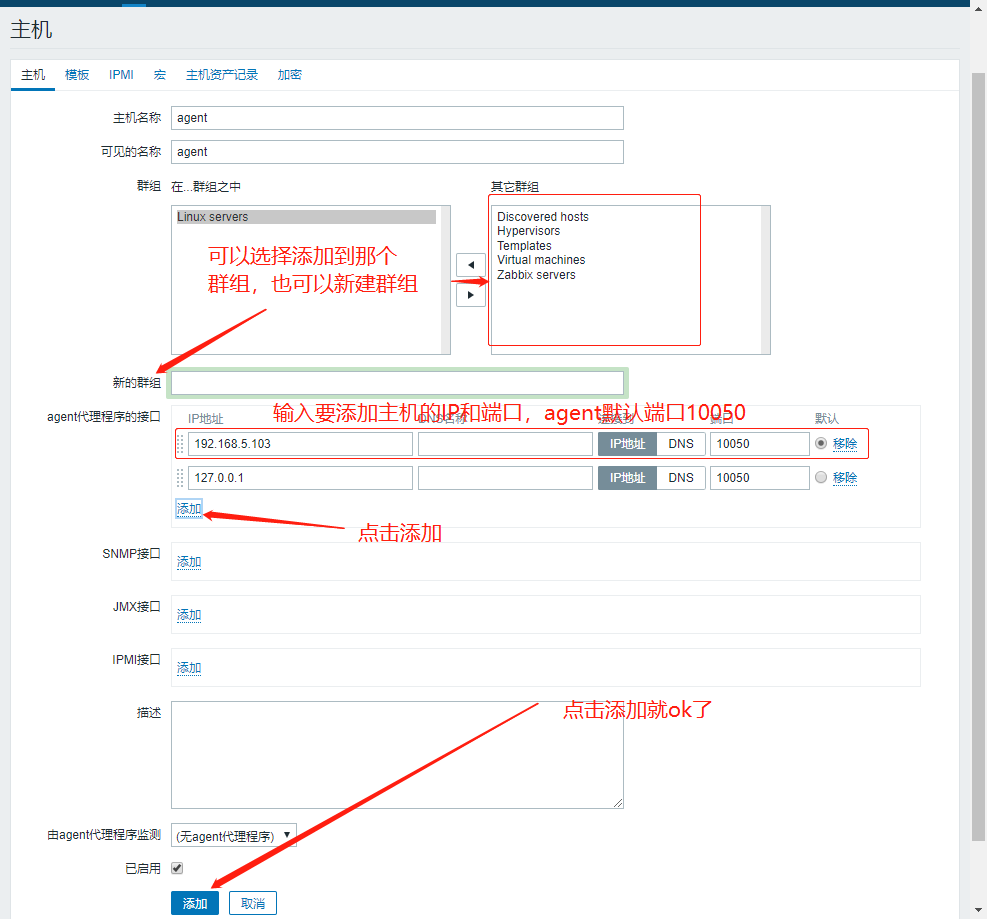 主机
主机 模板 IPMI 宏 主机资产记录 加密
主机名称 agent
可见的名称 agent
群组 在...群组之中 其它群组
Linux servers
Discovered hosts
Hypervisors
Templates
Virtual machines
Zabbix servers
可以选择添加到那个
群组，也可以新建群组
新的群组
agent代理程序的接口 IP地址 DNS名称 连接到 端口 默认
输入要添加主机的IP和端口，agent默认端口10050
192.168.5.103 IP地址 DNS 10050 移除
127.0.0.1 IP地址 DNS 10050 移除
添加
点击添加
SNMP接口 添加
JMX接口 添加
IPMI接口 添加
描述
点击添加就ok了
由agent代理程序监测 (无agent代理程序)
已启用
添加 取消